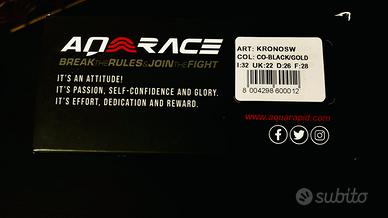 AQ RACE
BREAK THE RULES & JOIN THE FIGHT
IT'S AN ATTITUDE!
IT'S PASSION, SELF-CONFIDENCE AND GLORY.
IT'S EFFORT, DEDICATION AND REWARD.
ART: KRONOSW
COL: CO-BLACK/GOLD
I:32 UK:22 D:26 F:28
8 004298 600012
www.aquarapid.com
subito